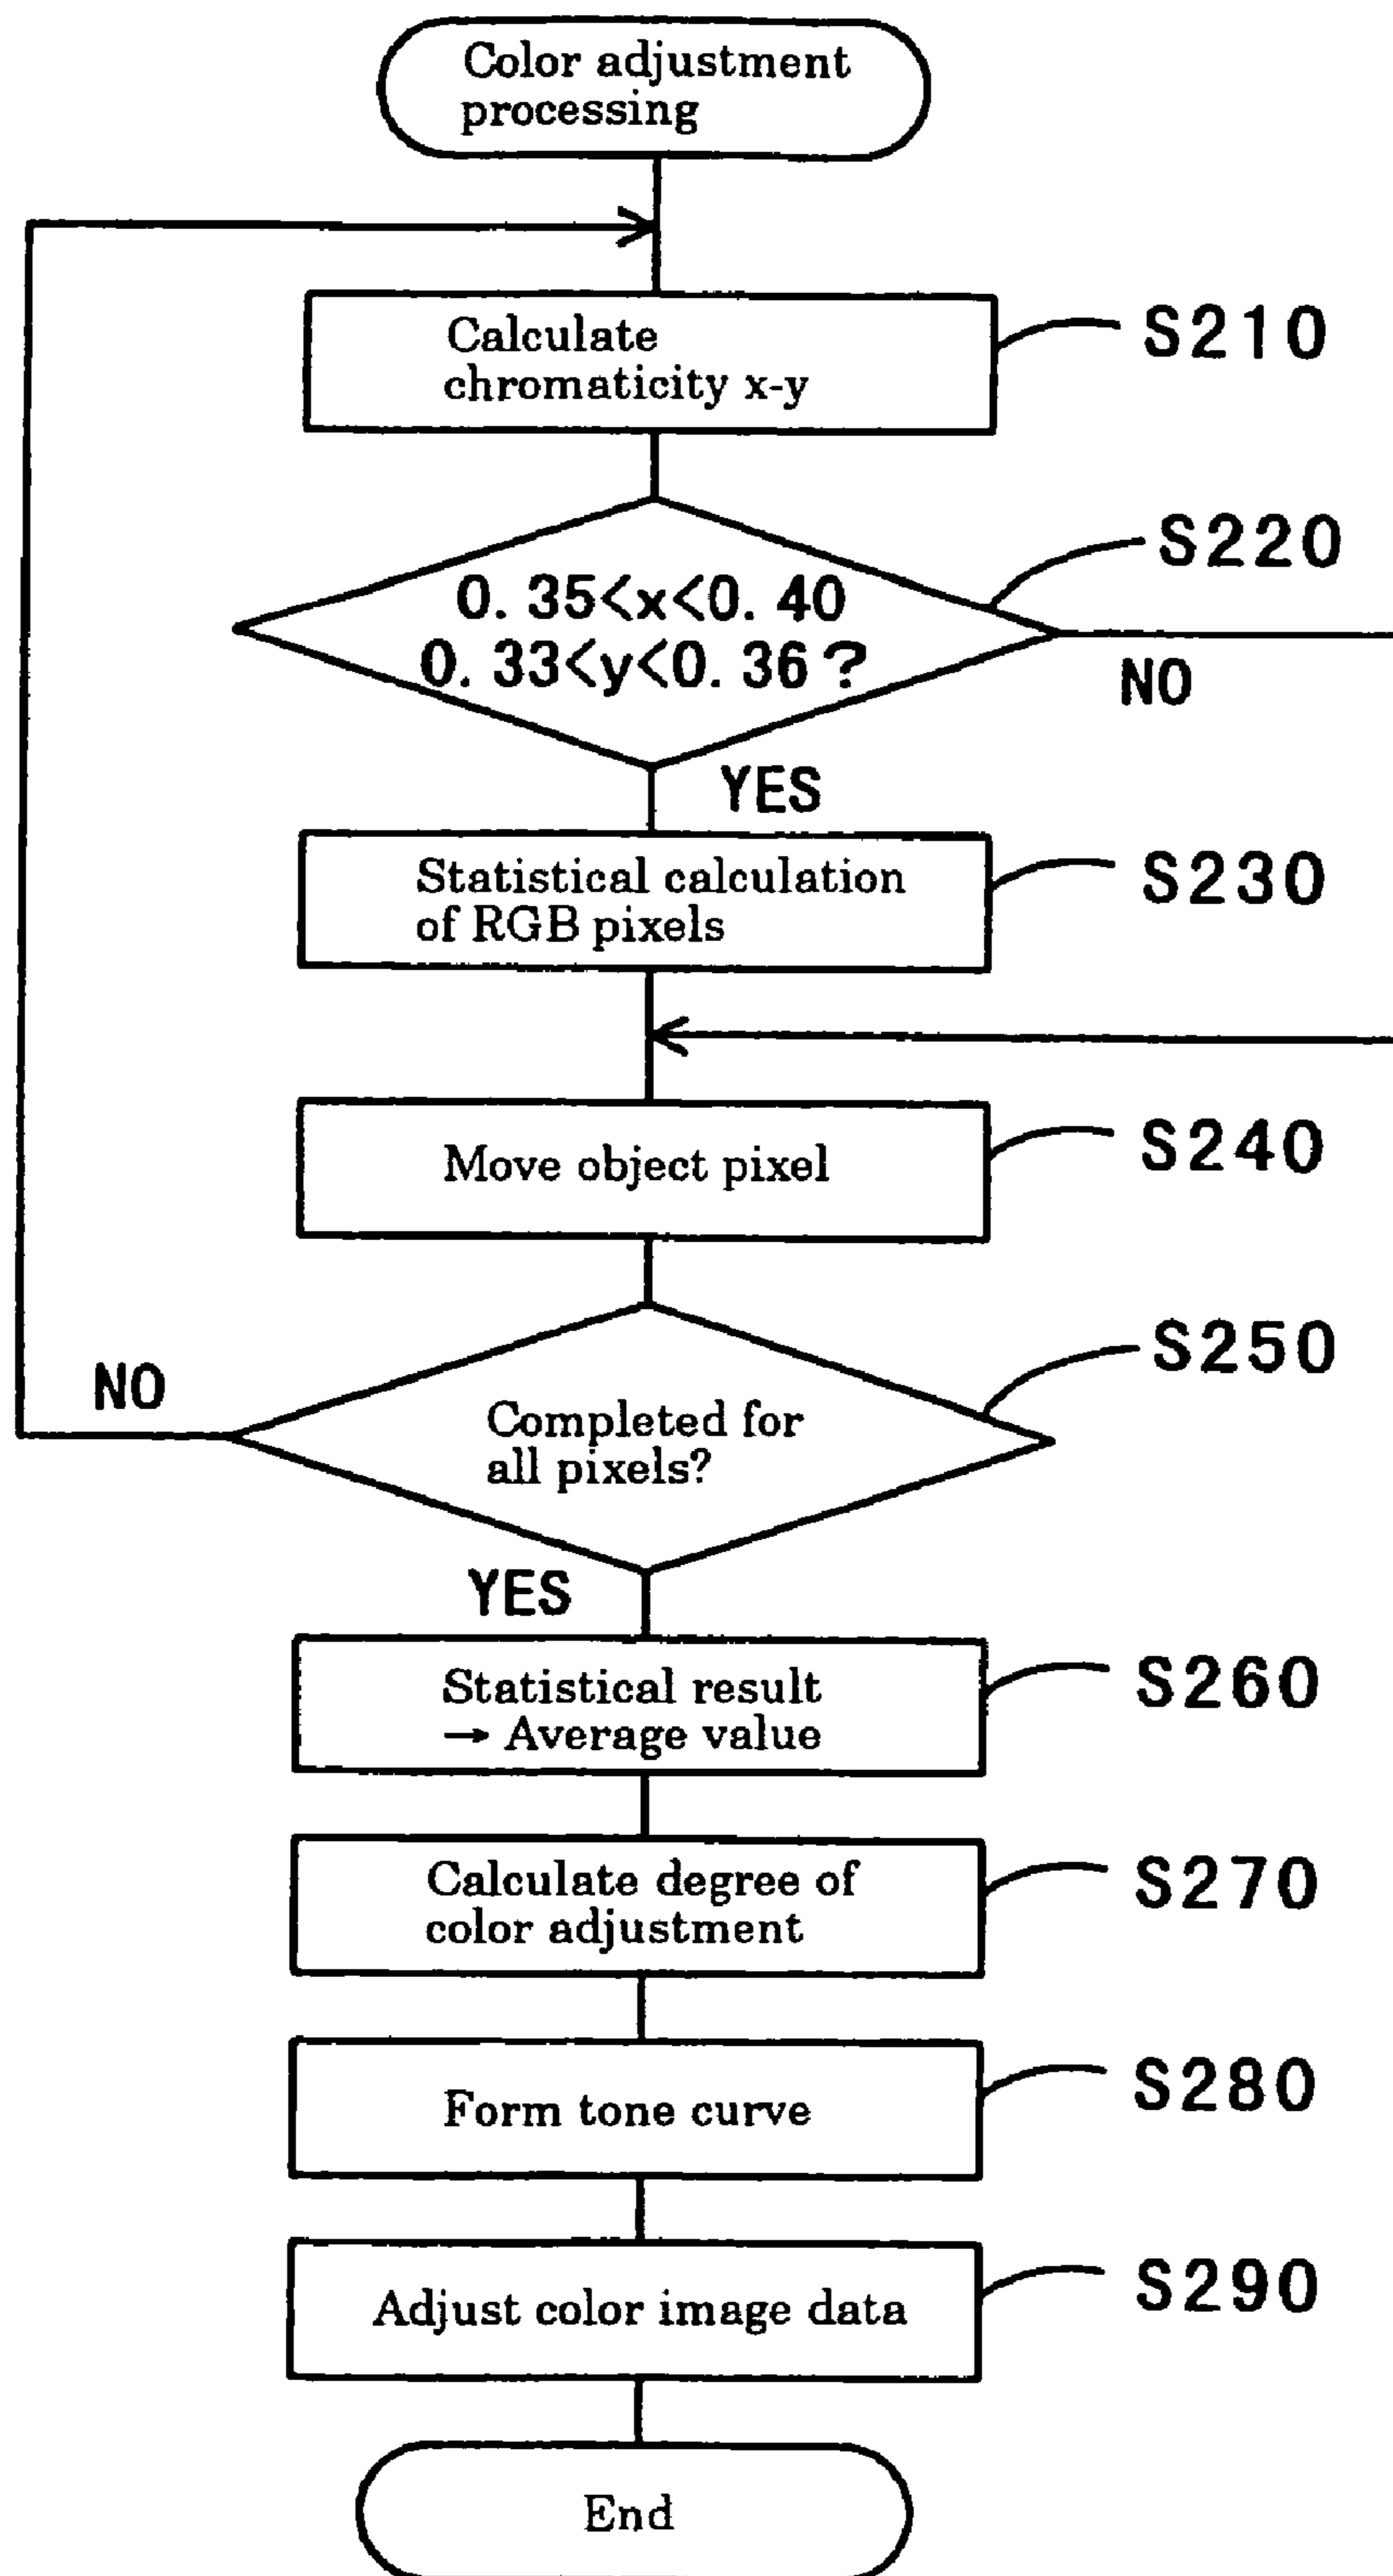 Color adjustment
processing
Calculate
chromaticity x-y
S210
0. 35<x<0. 40
0. 33<y<0. 36?
S220
NO
YES
Statistical calculation
of RGB pixels
S230
Move object pixel
S240
Completed for
all pixels?
S250
NO
YES
Statistical result
→ Average value
S260
Calculate degree of
color adjustment
S270
Form tone curve
S280
Adjust color image data
S290
End